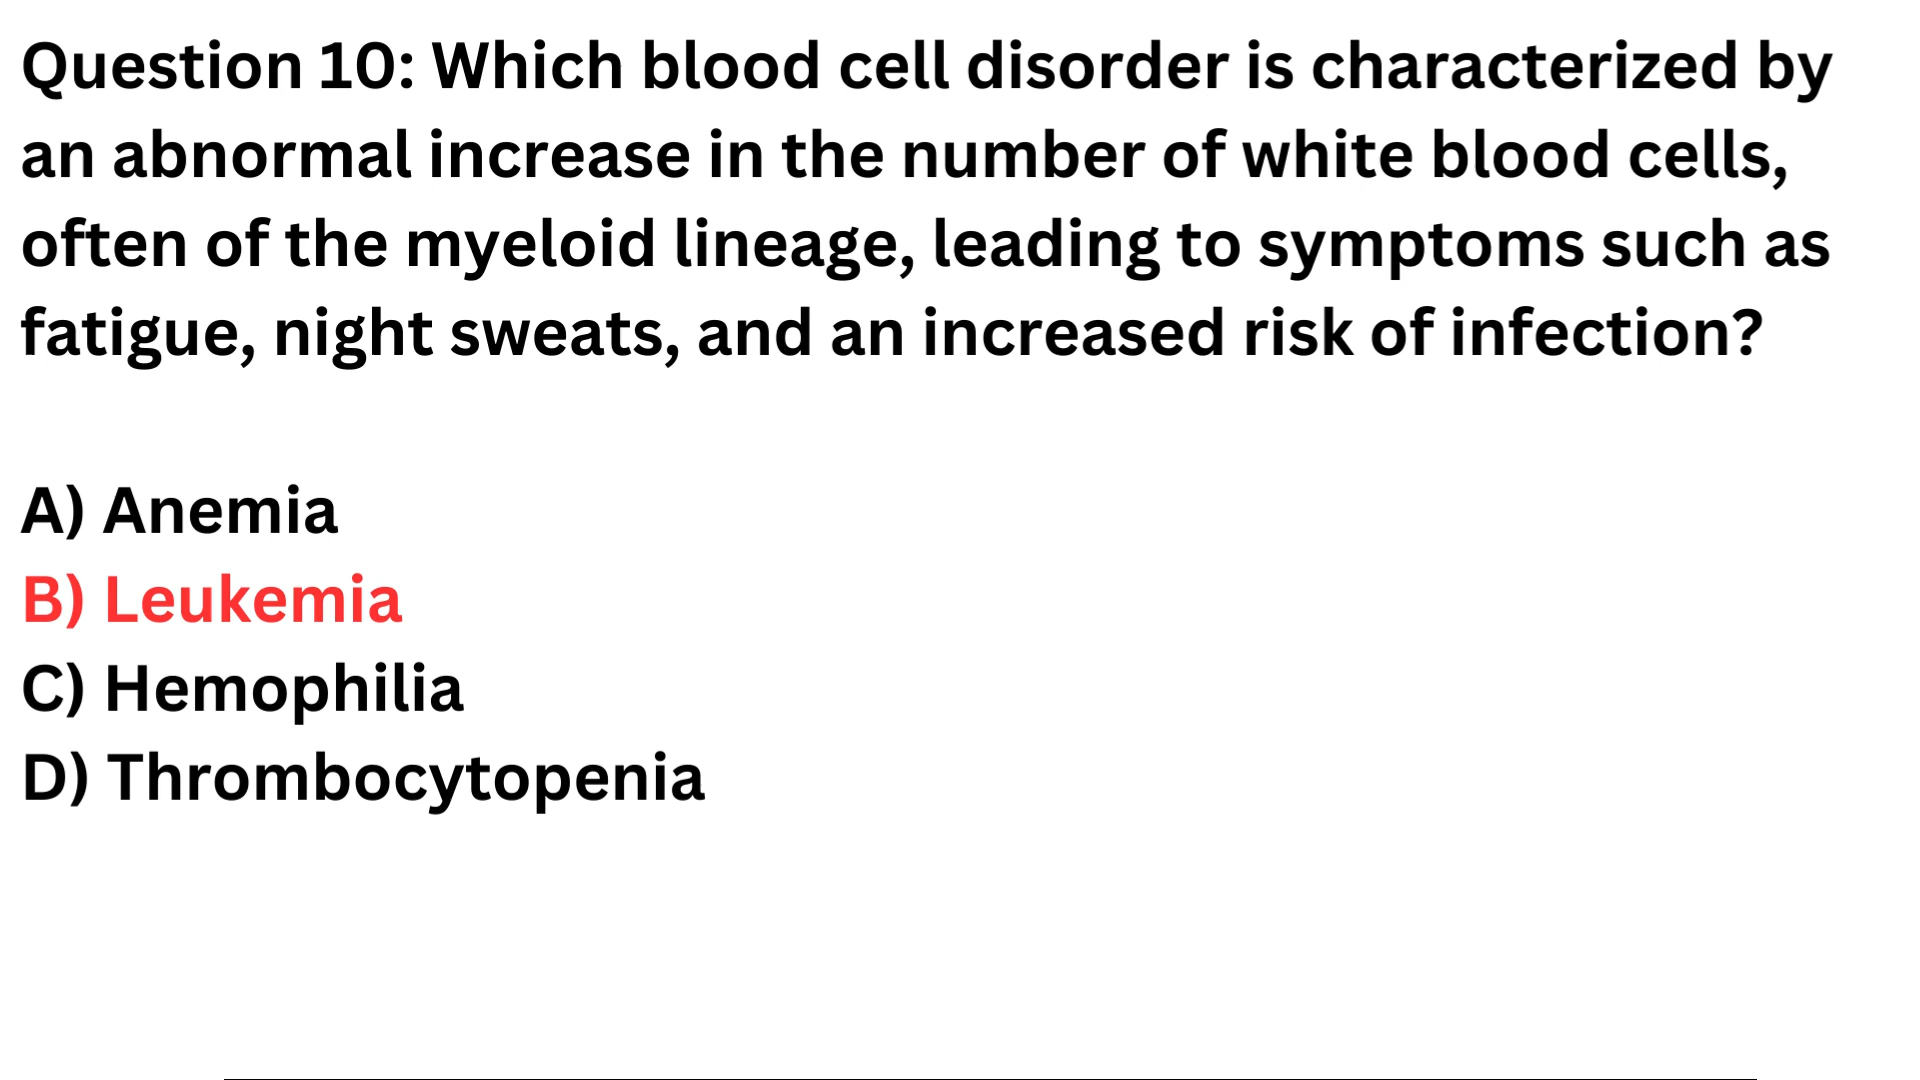 Question 10: Which blood cell disorder is characterized by
an abnormal increase in the number of white blood cells,
often of the myeloid lineage, leading to symptoms such as
fatigue, night sweats, and an increased risk of infection?
A) Anemia
B) Leukemia
C) Hemophilia
D) Thrombocytopenia